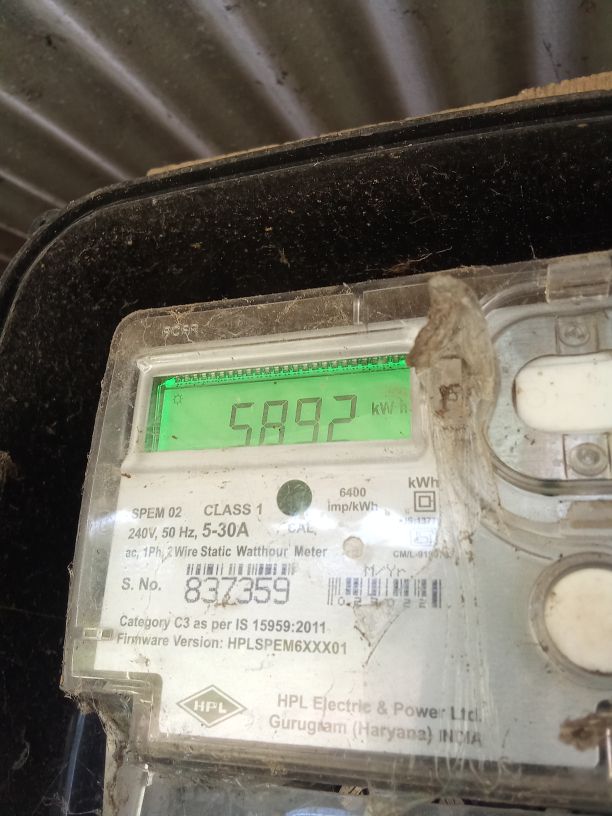 5892 kWh
kWh
SPEM 02 CLASS 1 6400
240V, 50 Hz, 5-30A CAL imp/kWh
ac, 1Ph, 2 Wire Static Watthour Meter
M/Yr.
S. No. 837359
Category C3 as per IS 15959:2011
Firmware Version: HPLSPEM6XXX01
HPL HPL Electric & Power Ltd.
Gurugram (Haryana) INDIA